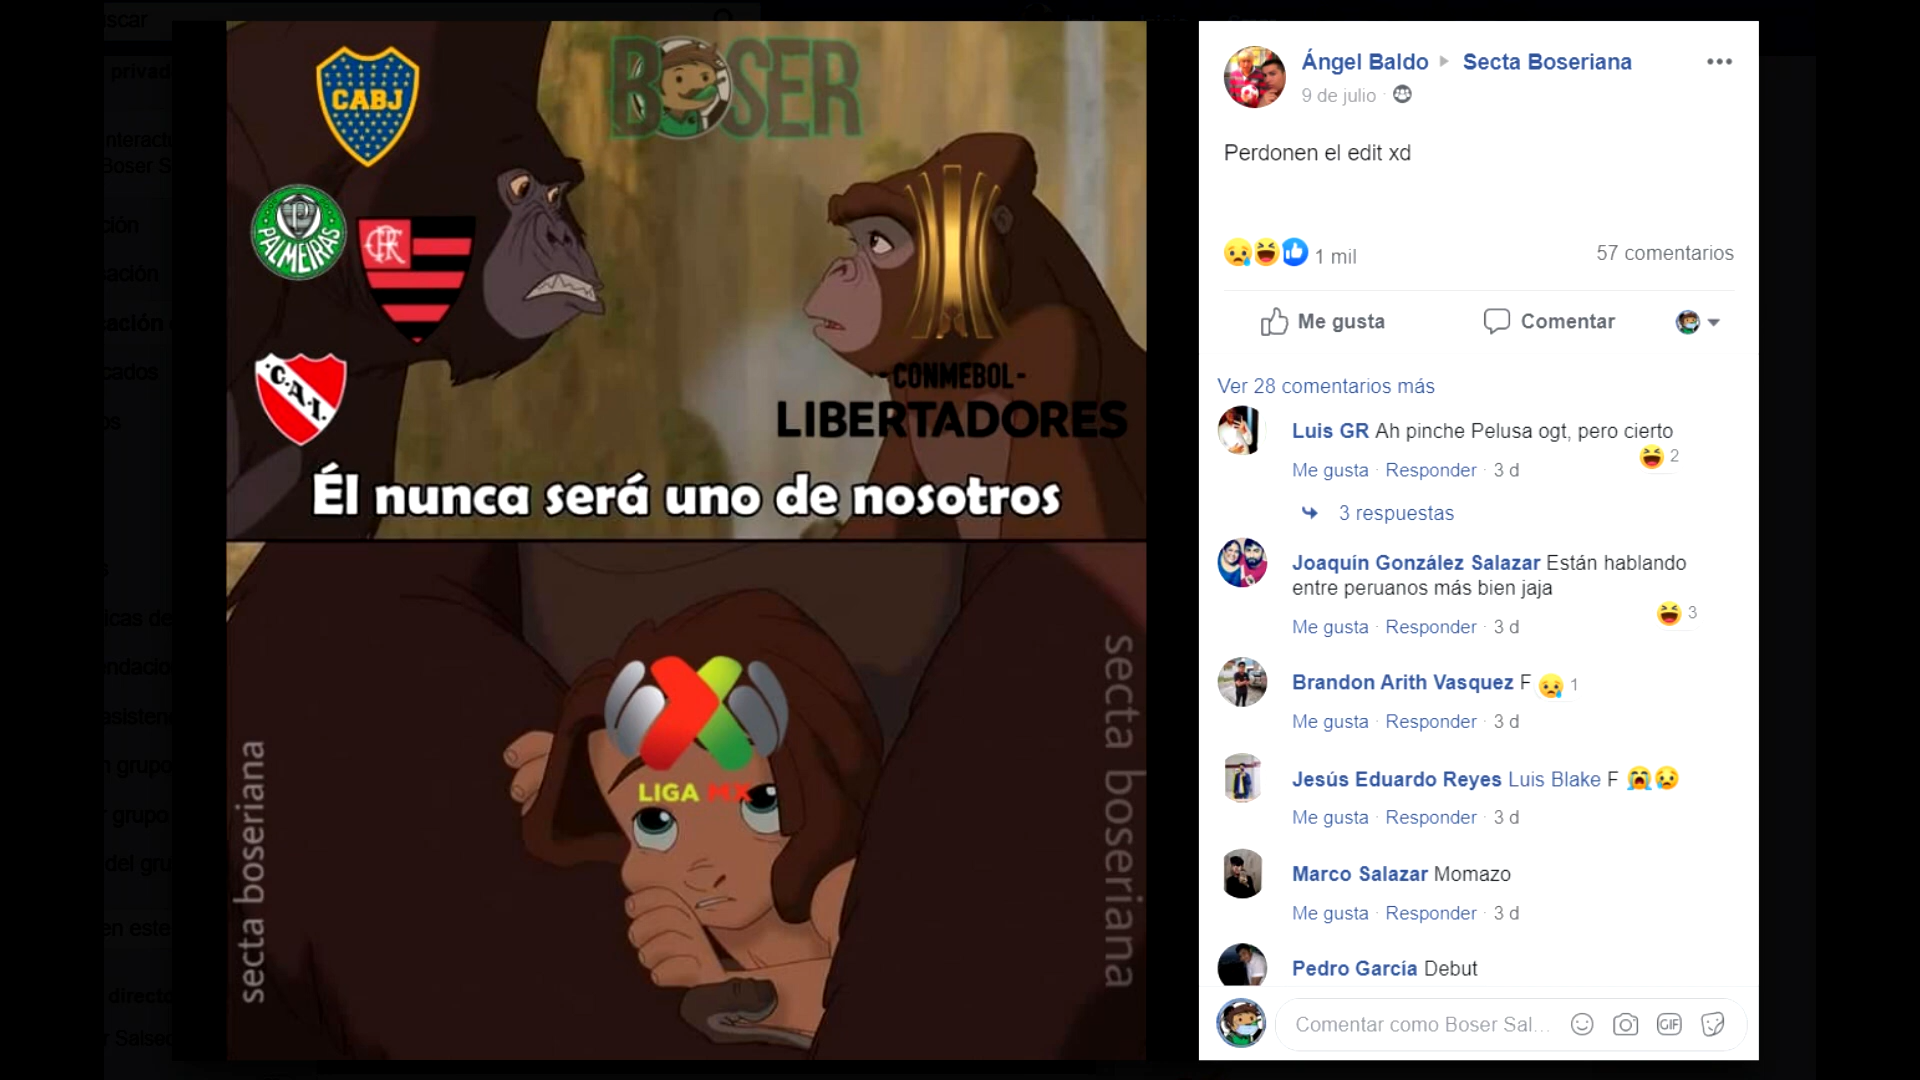 CABJ
BOSER
PALMEIRAS
CRF
C.A.I.
-CONMEBOL-
LIBERTADORES
Él nunca será uno de nosotros
LIGA MX
secta boseriana
secta boseriana
Ángel Baldo Secta Boseriana
9 de julio ·
Perdonen el edit xd
1 mil 57 comentarios
Me gusta Comentar
Ver 28 comentarios más
Luis GR Ah pinche Pelusa ogt, pero cierto
2
Me gusta · Responder · 3 d
3 respuestas
Joaquín González Salazar Están hablando
entre peruanos más bien jaja
3
Me gusta · Responder · 3 d
Brandon Arith Vasquez F 😢 1
Me gusta · Responder · 3 d
Jesús Eduardo Reyes Luis Blake F 😭😢
Me gusta · Responder · 3 d
Marco Salazar Momazo
Me gusta · Responder · 3 d
Pedro García Debut
Comentar como Boser Sal... GIF